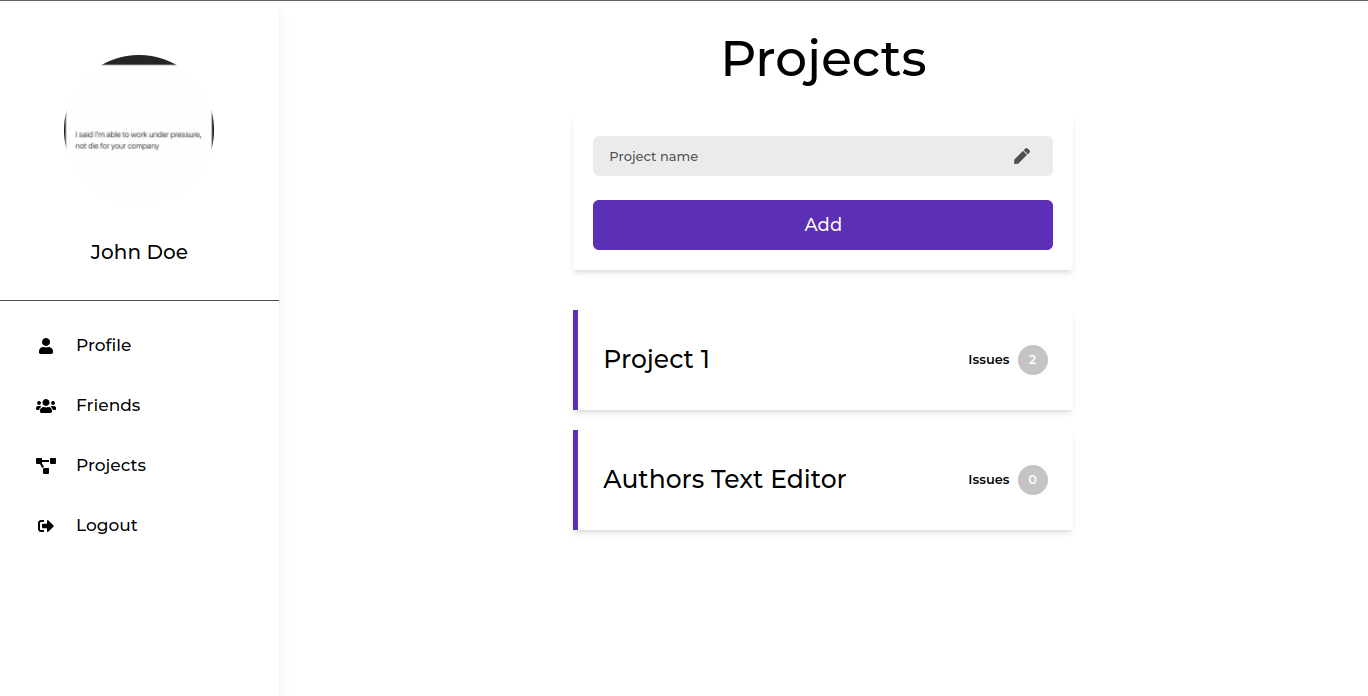 I said I'm able to work under pressure,
not die for your company
John Doe
Profile
Friends
Projects
Logout
Projects
Project name
Add
Project 1
Issues 2
Authors Text Editor
Issues 0